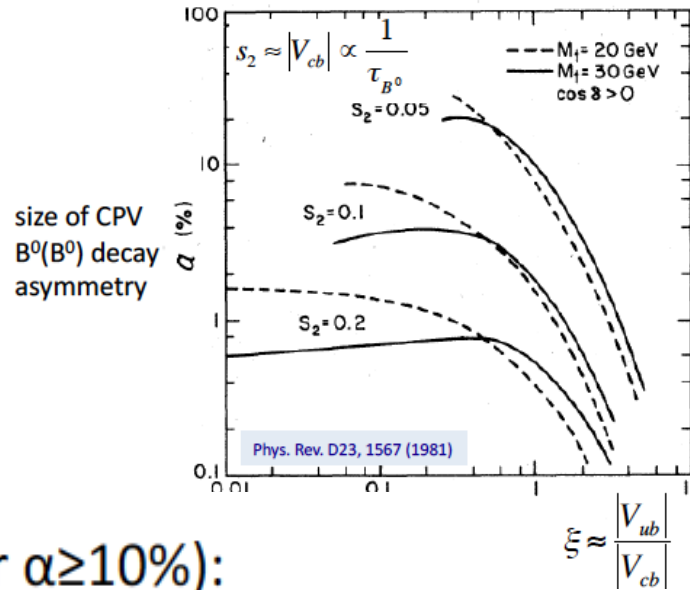 100
s₂ ≈ |V_cb| ∝ 1/τ_B⁰
--- M_t = 20 GeV
— M_t = 30 GeV
cos δ > 0
S₂=0.05
10
size of CPV
B⁰(B⁰) decay
asymmetry
a (%)
S₂=0.1
1
S₂=0.2
Phys. Rev. D23, 1567 (1981)
0.1
0.01 0.1 1 1
ξ ≈ |V_ub| / |V_cb|
r α≥10%):